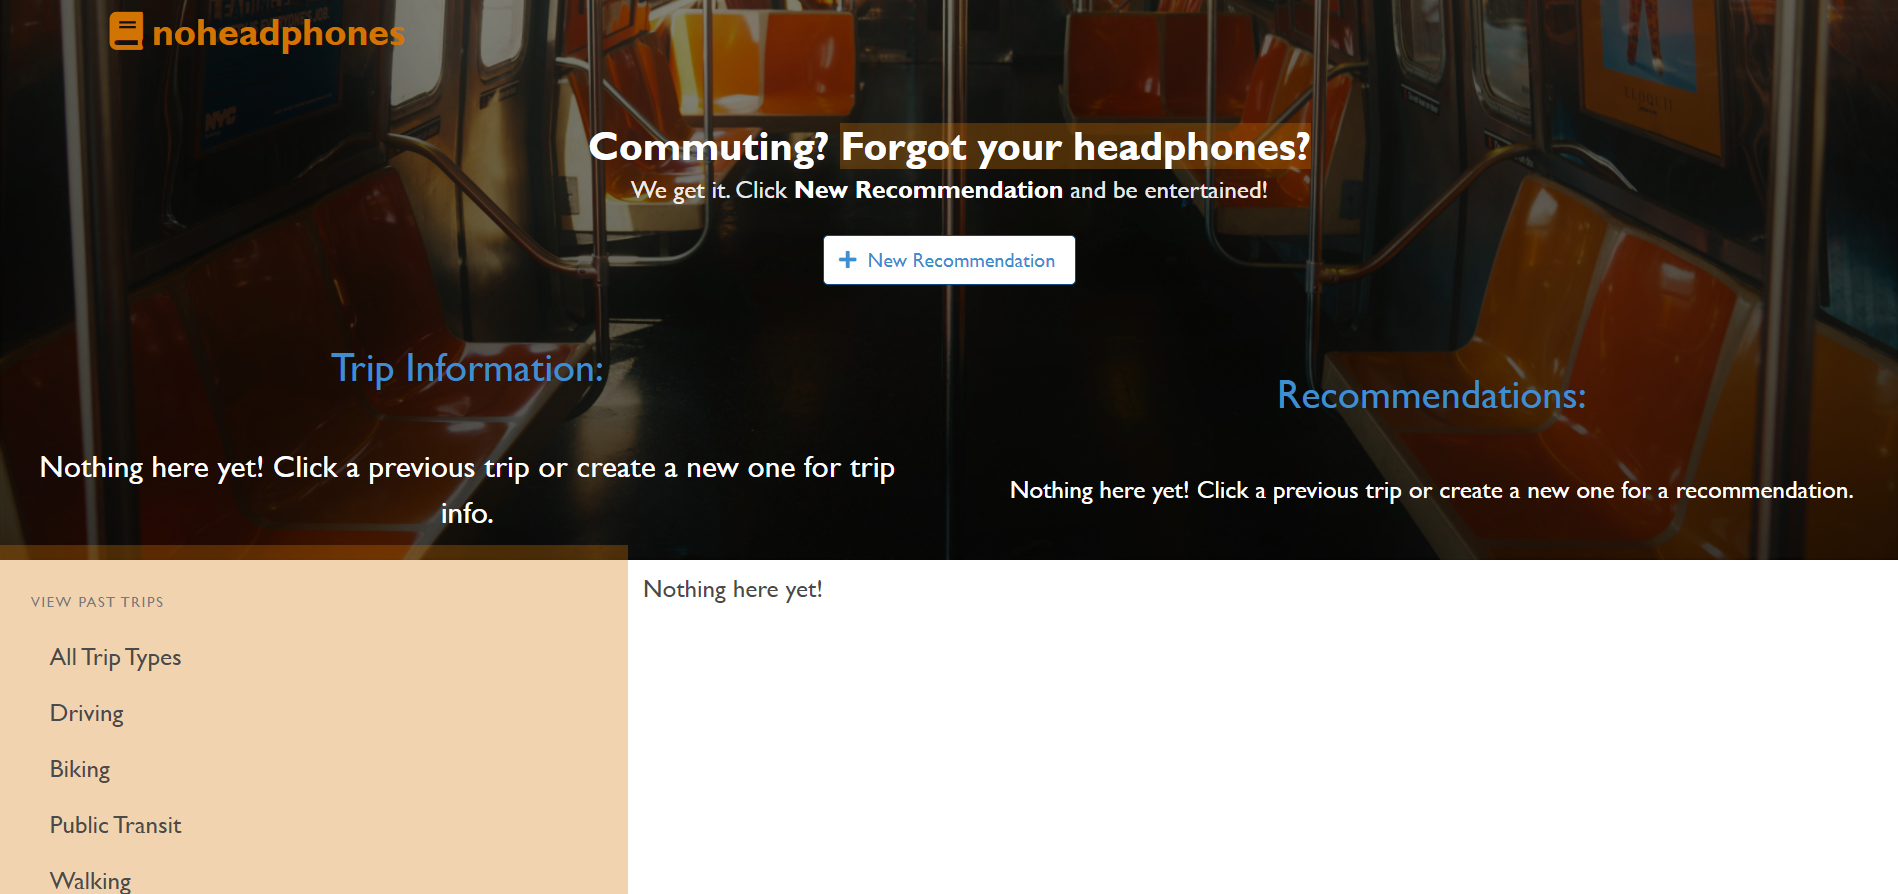 noheadphones
NYC
ELOQUII
Commuting? Forgot your headphones?
We get it. Click New Recommendation and be entertained!
New Recommendation
Trip Information:
Nothing here yet! Click a previous trip or create a new one for trip
info.
Recommendations:
Nothing here yet! Click a previous trip or create a new one for a recommendation.
VIEW PAST TRIPS
All Trip Types
Driving
Biking
Public Transit
Walking
Nothing here yet!